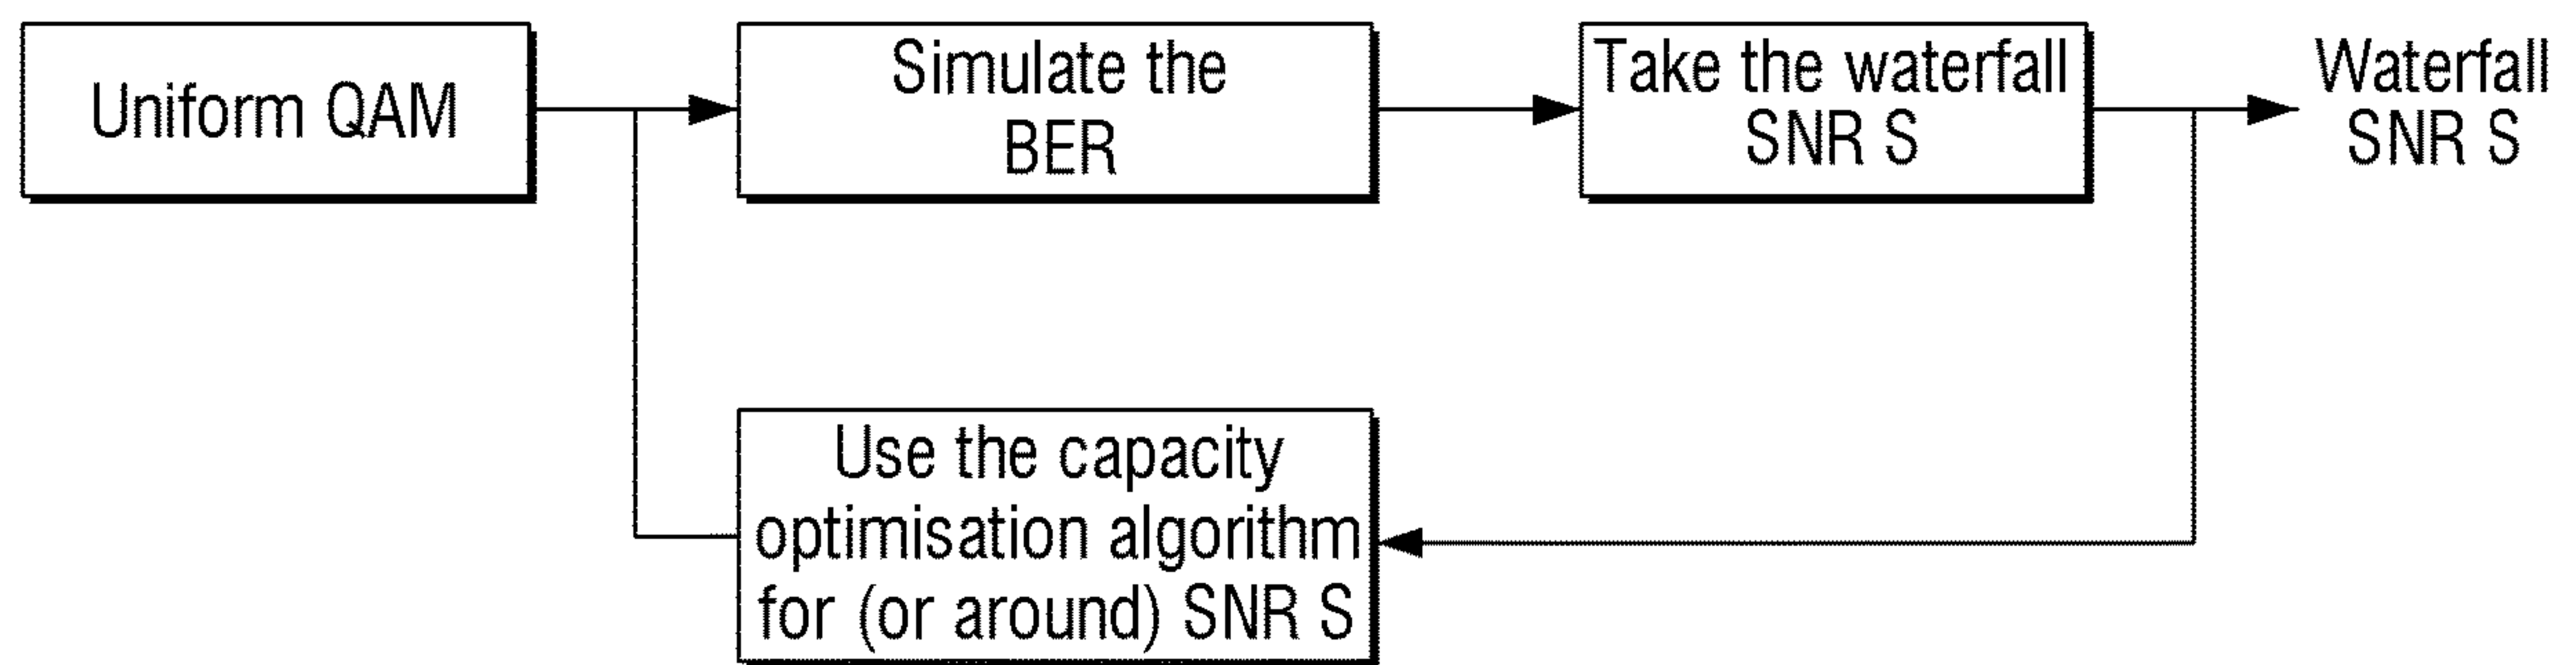 Uniform QAM
Simulate the
BER
Take the waterfall
SNR S
Waterfall
SNR S
Use the capacity
optimisation algorithm
for (or around) SNR S